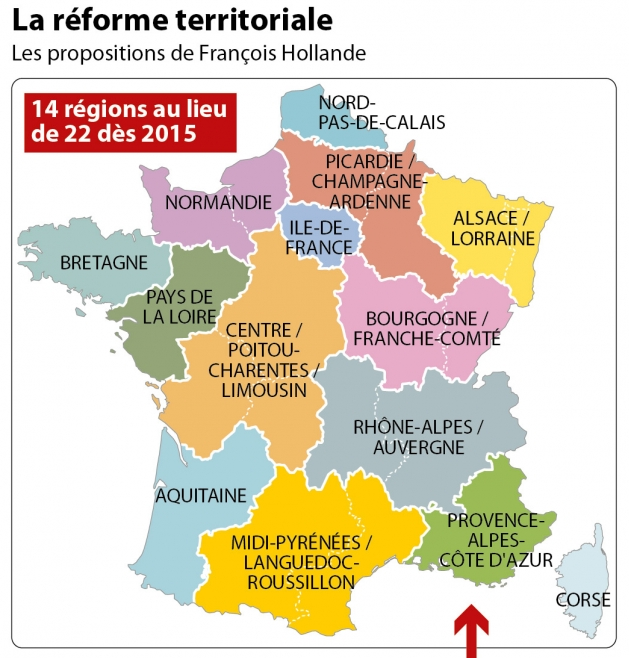 La réforme territoriale
Les propositions de François Hollande
14 régions au lieu
de 22 dès 2015
NORD-
PAS-DE-CALAIS
PICARDIE /
CHAMPAGNE-
ARDENNE
NORMANDIE
ILE-DE-
FRANCE
ALSACE /
LORRAINE
BRETAGNE
PAYS DE
LA LOIRE
CENTRE /
POITOU-
CHARENTES /
LIMOUSIN
BOURGOGNE /
FRANCHE-COMTÉ
RHÔNE-ALPES /
AUVERGNE
AQUITAINE
MIDI-PYRÉNÉES /
LANGUEDOC-
ROUSSILLON
PROVENCE-
ALPES-
CÔTE D'AZUR
CORSE